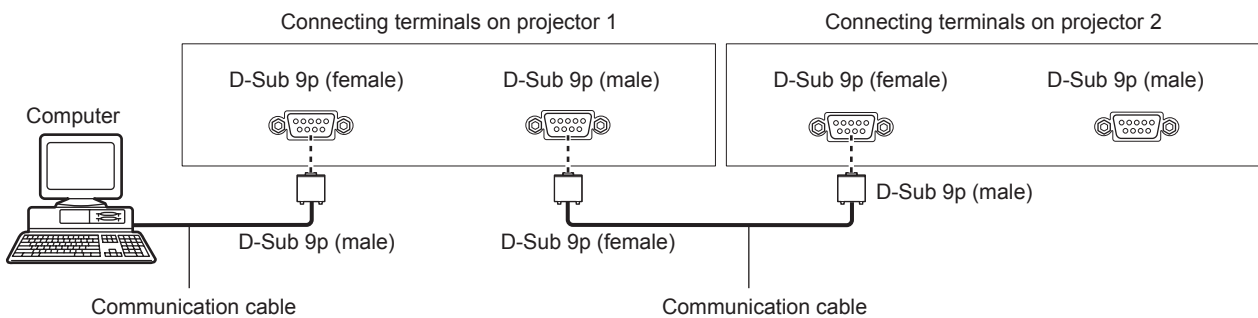 Connecting terminals on projector 1
Connecting terminals on projector 2
D-Sub 9p (female)
D-Sub 9p (male)
D-Sub 9p (female)
D-Sub 9p (male)
Computer
D-Sub 9p (male)
D-Sub 9p (male)
D-Sub 9p (female)
Communication cable
Communication cable